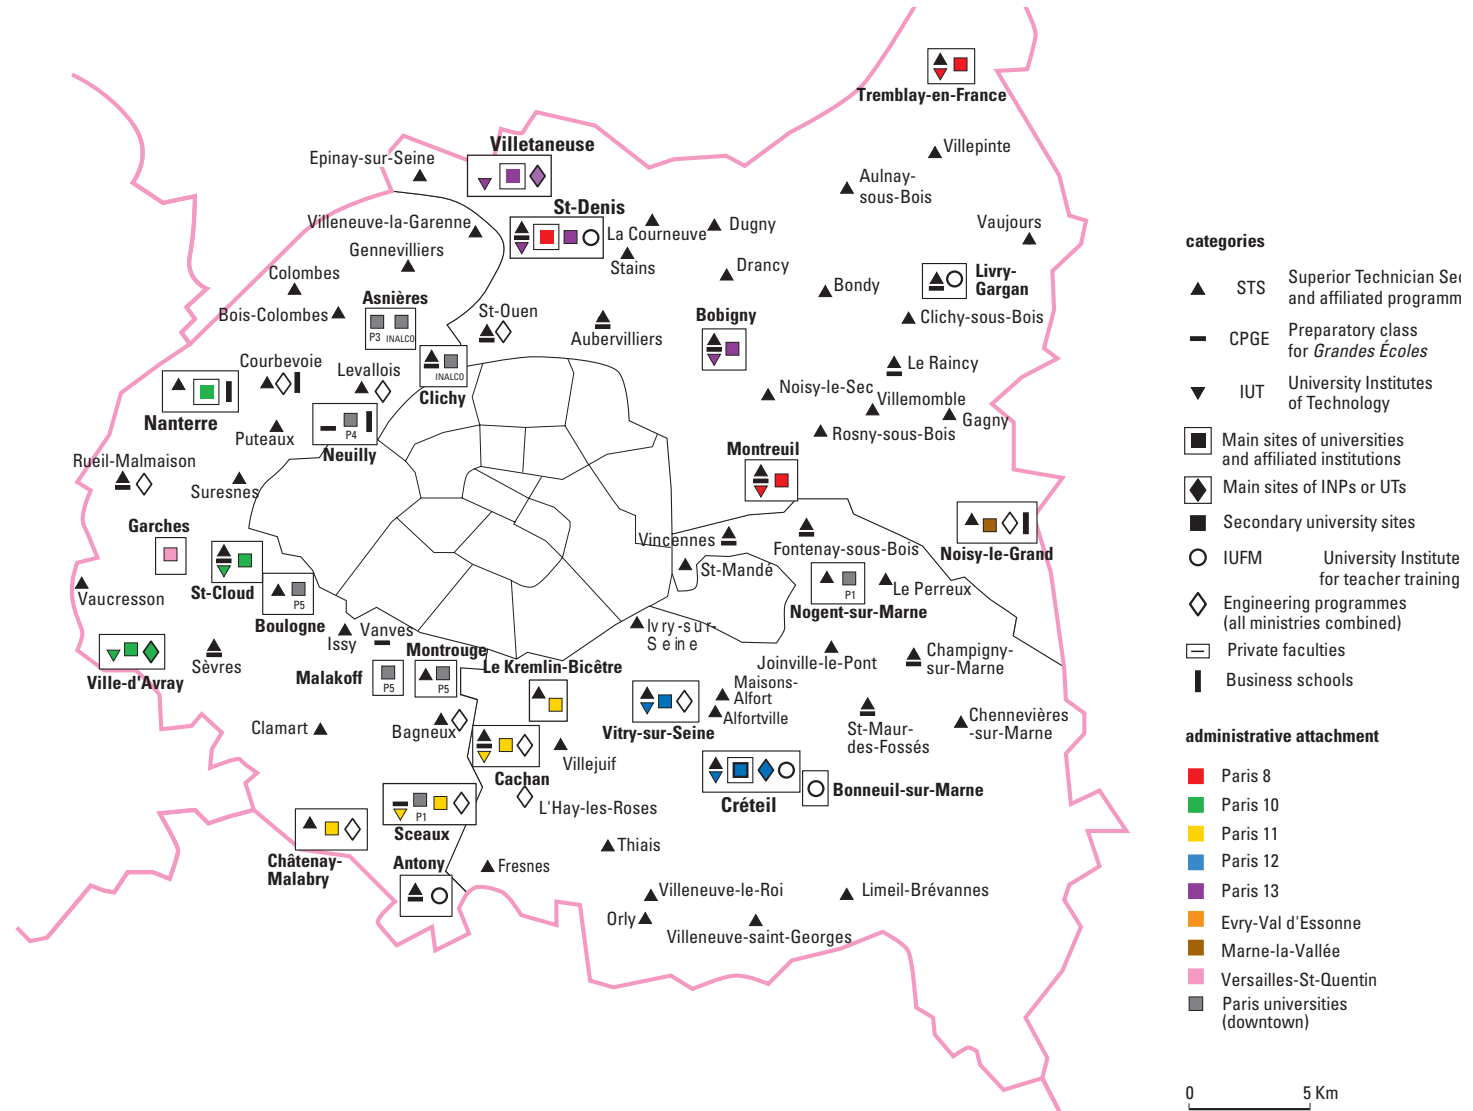 Tremblay-en-France
Villepinte
Aulnay-
sous-Bois
Vaujours
Villetaneuse
Epinay-sur-Seine
St-Denis
Villeneuve-la-Garenne
La Courneuve
Dugny
Gennevilliers
Stains
Drancy
Colombes
Bondy
Livry-
Gargan
Asnières
P3
INALCO
Bois-Colombes
St-Ouen
Aubervilliers
Bobigny
Clichy-sous-Bois
Courbevoie
Levallois
INALCO
Clichy
Le Raincy
Nanterre
Noisy-le-Sec
Villemomble
Gagny
Puteaux
P4
Neuilly
Rosny-sous-Bois
Montreuil
Rueil-Malmaison
Suresnes
Garches
Vincennes
Fontenay-sous-Bois
Noisy-le-Grand
St-Mandé
St-Cloud
Vaucresson
P5
Boulogne
P1
Le Perreux
Nogent-sur-Marne
Issy
Vanves
Ivry-sur-
Seine
Sèvres
Ville-d'Avray
Malakoff
P5
Montrouge
P5
Le Kremlin-Bicêtre
Joinville-le-Pont
Champigny-
sur-Marne
Maisons-
Alfort
Alfortville
Clamart
Bagneux
Vitry-sur-Seine
St-Maur-
des-Fossés
Chennevières
-sur-Marne
Villejuif
Cachan
Créteil
Bonneuil-sur-Marne
L'Hay-les-Roses
P1
Sceaux
Châtenay-
Malabry
Thiais
Antony
Fresnes
Villeneuve-le-Roi
Limeil-Brévannes
Orly
Villeneuve-saint-Georges
categories
STS
Superior Technician Sec
and affiliated programm
CPGE
Preparatory class
for Grandes Écoles
IUT
University Institutes
of Technology
Main sites of universities
and affiliated institutions
Main sites of INPs or UTs
Secondary university sites
IUFM
University Institute
for teacher training
Engineering programmes
(all ministries combined)
Private faculties
Business schools
administrative attachment
Paris 8
Paris 10
Paris 11
Paris 12
Paris 13
Evry-Val d'Essonne
Marne-la-Vallée
Versailles-St-Quentin
Paris universities
(downtown)
0
5 Km